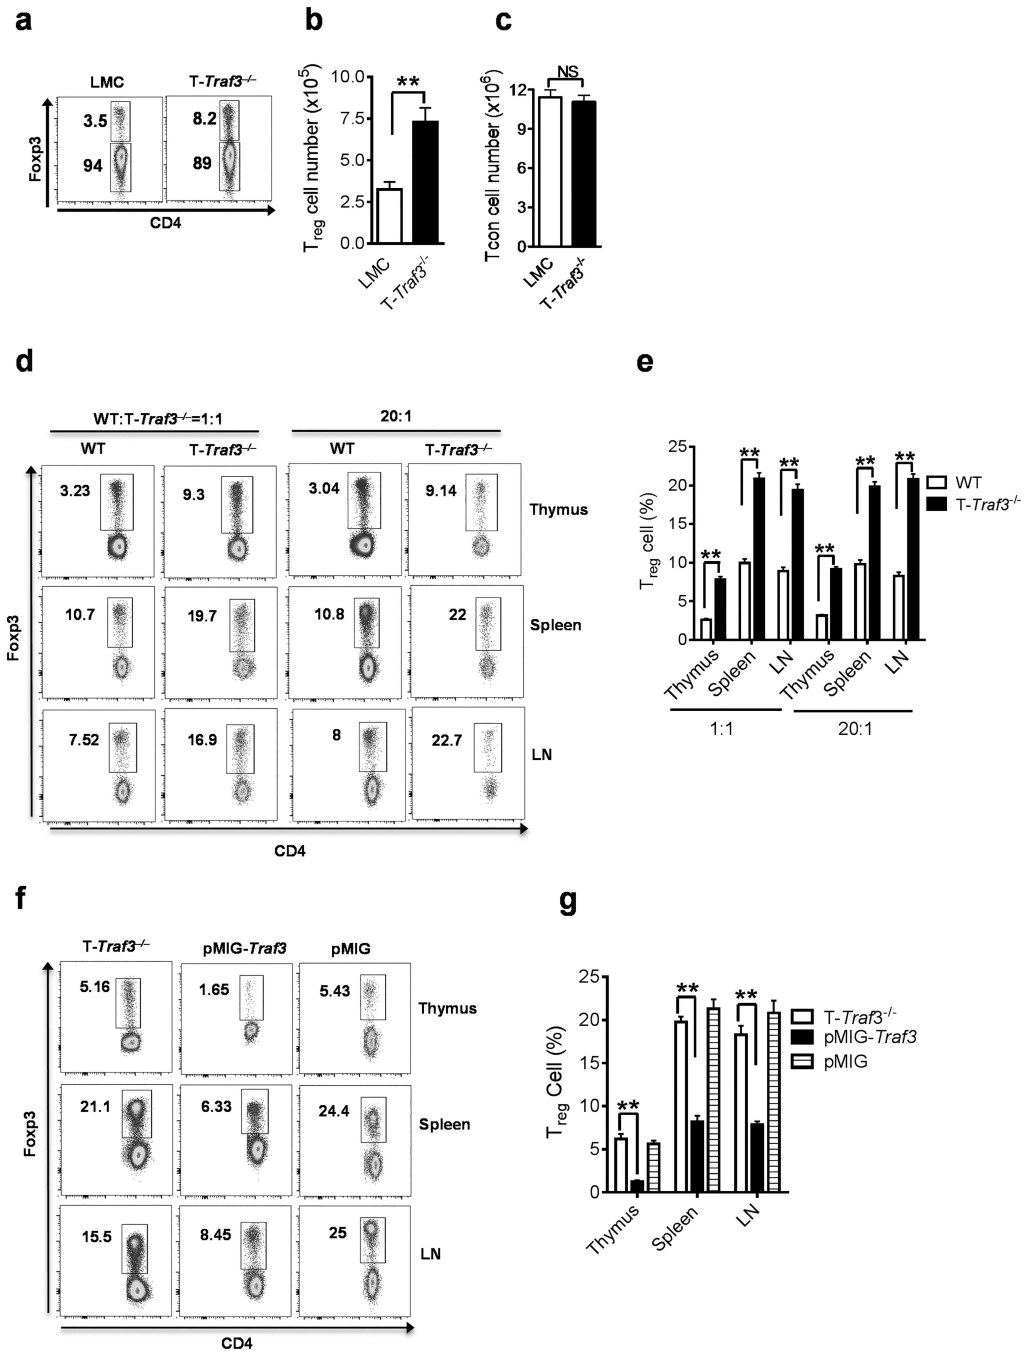 a
LMC
T-Traf3–/–
3.5
94
8.2
89
Foxp3
CD4
b
Treg cell number (x10⁵)
10.0
7.5
5.0
2.5
0.0
**
LMC
T-Traf3-/-
c
Tcon cell number (x10⁶)
12
9
6
3
0
NS
LMC
T-Traf3-/-
d
WT:T-Traf3–/–=1:1
20:1
WT
T-Traf3–/–
WT
T-Traf3–/–
3.23
9.3
3.04
9.14
Thymus
10.7
19.7
10.8
22
Spleen
7.52
16.9
8
22.7
LN
Foxp3
CD4
e
Treg cell (%)
25
20
15
10
5
0
**
**
**
**
**
**
WT
T-Traf3-/-
Thymus
Spleen
LN
Thymus
Spleen
LN
1:1
20:1
f
T-Traf3–/–
pMIG-Traf3
pMIG
5.16
1.65
5.43
Thymus
21.1
6.33
24.4
Spleen
15.5
8.45
25
LN
Foxp3
CD4
g
Treg Cell (%)
25
20
15
10
5
0
**
**
**
T-Traf3-/-
pMIG-Traf3
pMIG
Thymus
Spleen
LN